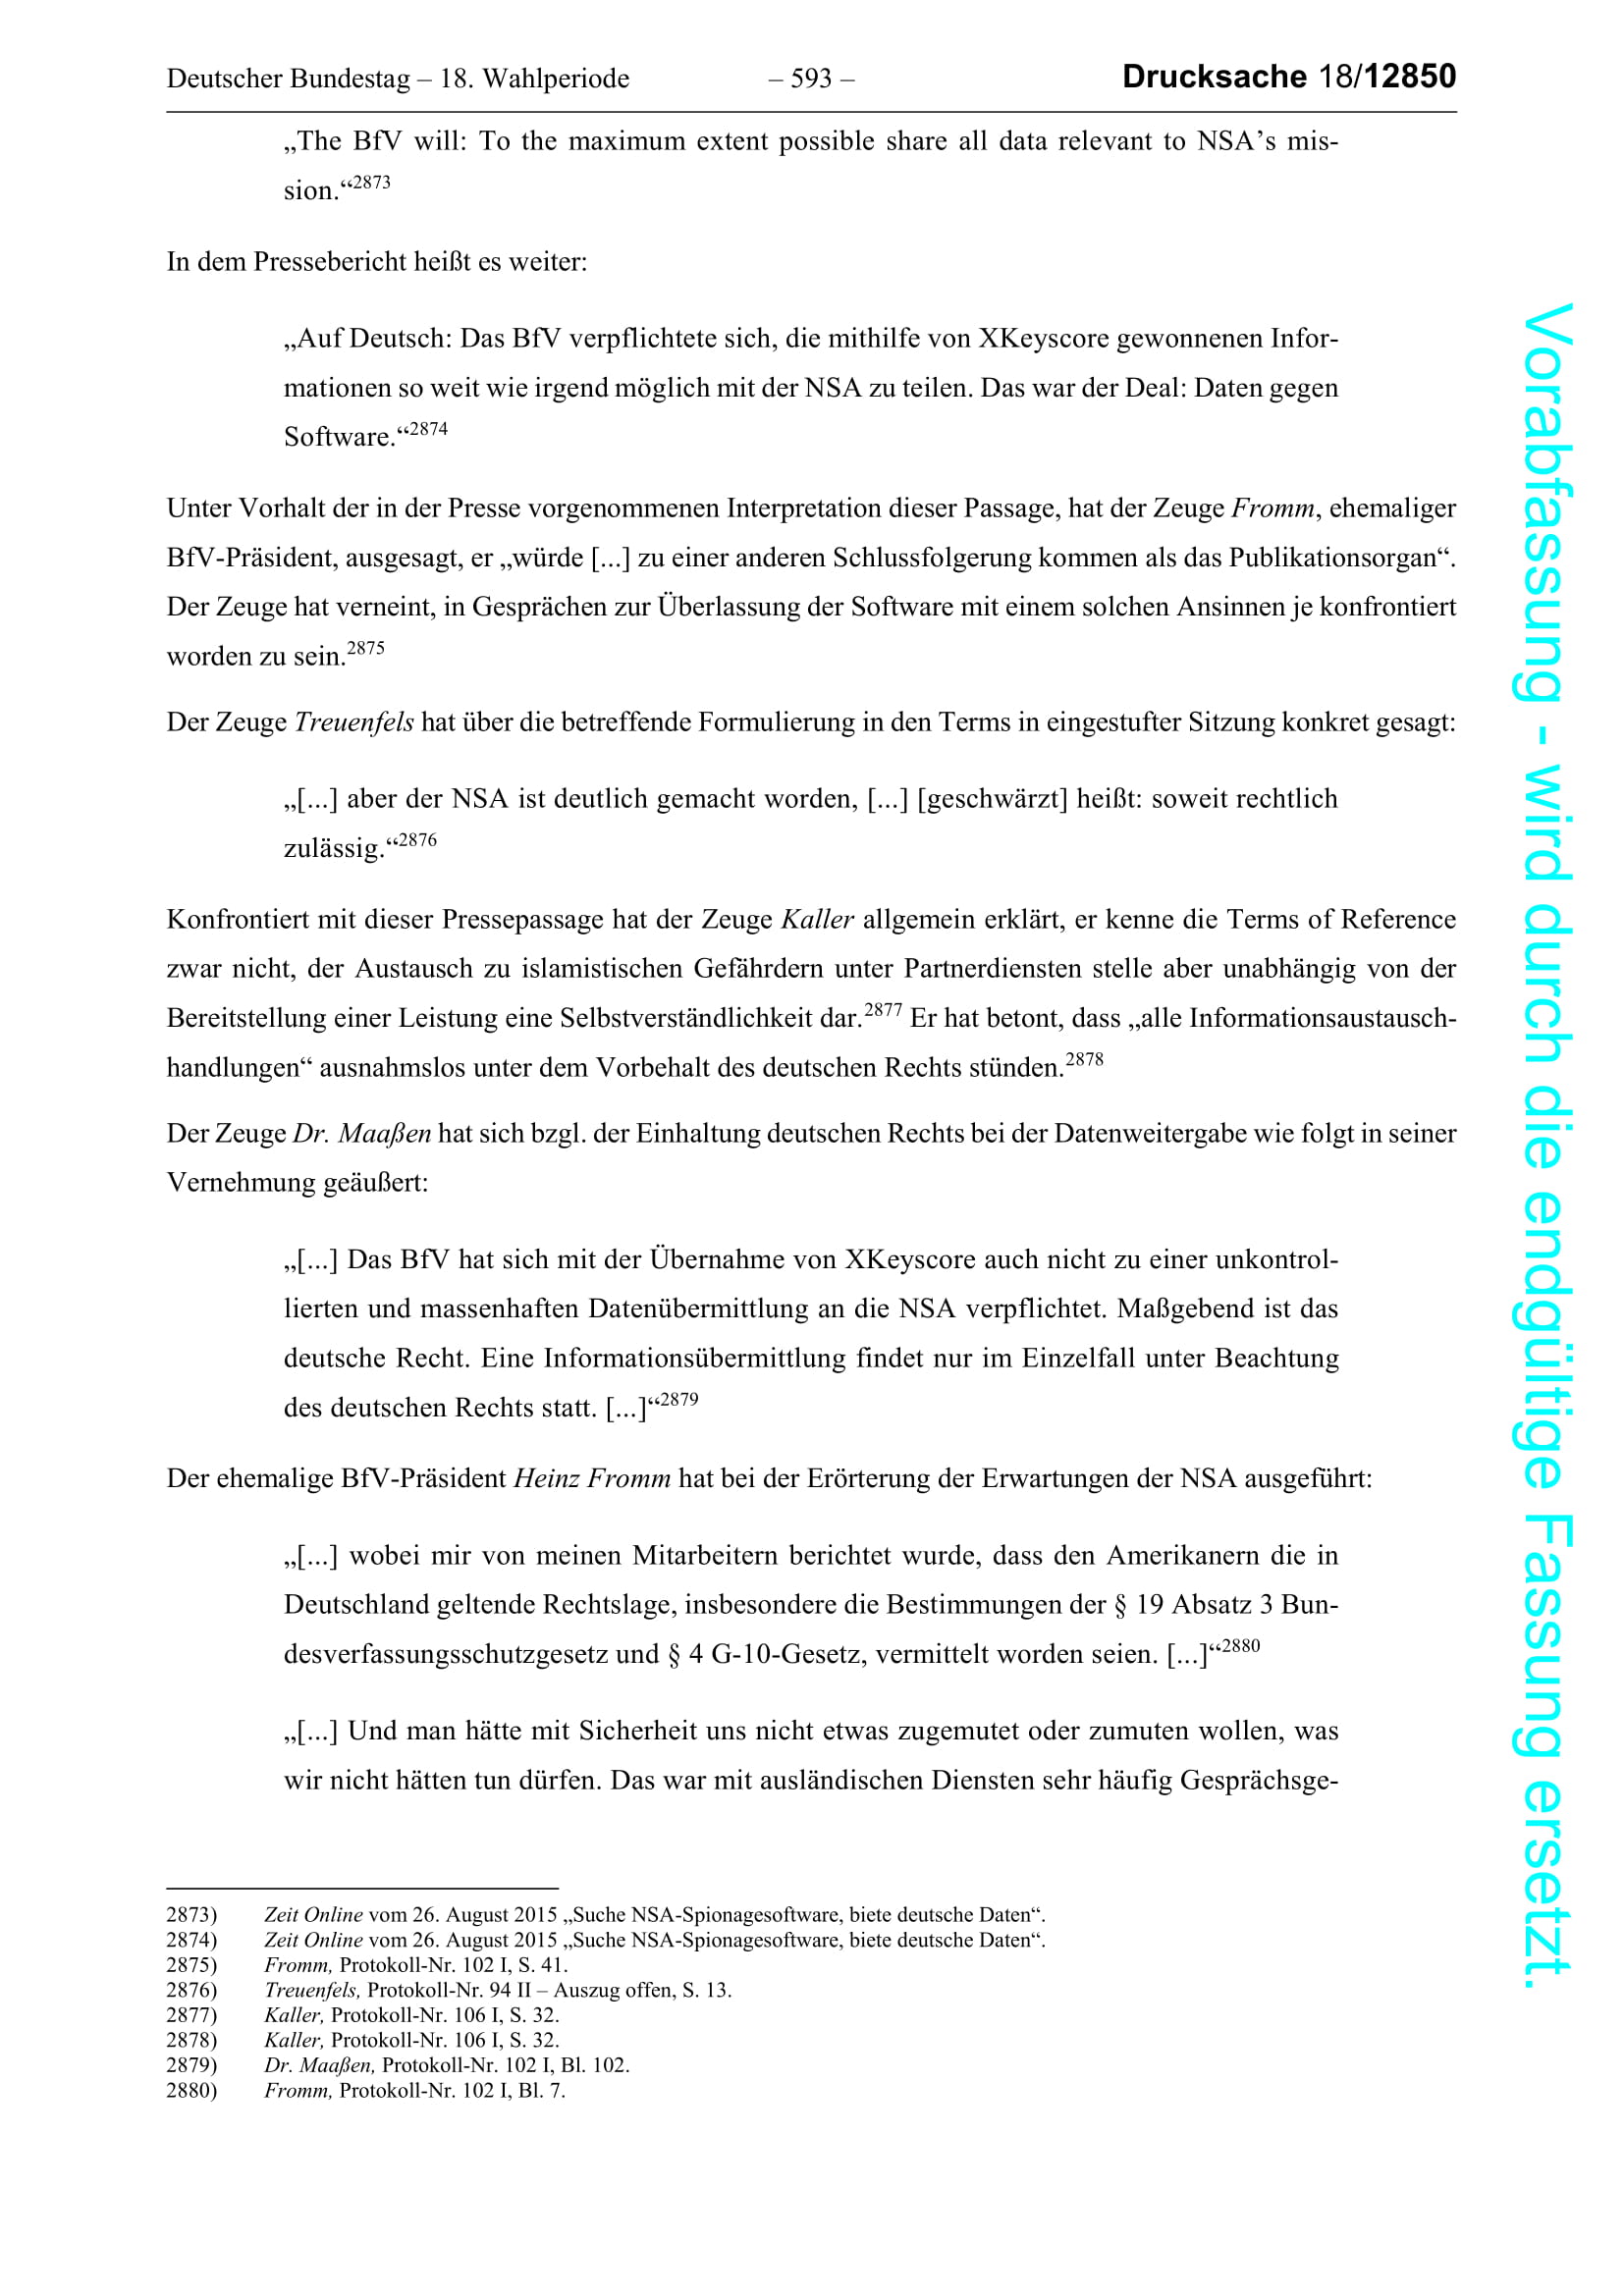 Deutscher Bundestag – 18. Wahlperiode – 593 – Drucksache 18/12850
„The BfV will: To the maximum extent possible share all data relevant to NSA’s mis-
sion.“2873
In dem Pressebericht heißt es weiter:
„Auf Deutsch: Das BfV verpflichtete sich, die mithilfe von XKeyscore gewonnenen Infor-
mationen so weit wie irgend möglich mit der NSA zu teilen. Das war der Deal: Daten gegen
Software.“2874
Unter Vorhalt der in der Presse vorgenommenen Interpretation dieser Passage, hat der Zeuge Fromm, ehemaliger
BfV-Präsident, ausgesagt, er „würde [...] zu einer anderen Schlussfolgerung kommen als das Publikationsorgan“.
Der Zeuge hat verneint, in Gesprächen zur Überlassung der Software mit einem solchen Ansinnen je konfrontiert
worden zu sein.2875
Der Zeuge Treuenfels hat über die betreffende Formulierung in den Terms in eingestufter Sitzung konkret gesagt:
„[...] aber der NSA ist deutlich gemacht worden, [...] [geschwärzt] heißt: soweit rechtlich
zulässig.“2876
Konfrontiert mit dieser Pressepassage hat der Zeuge Kaller allgemein erklärt, er kenne die Terms of Reference
zwar nicht, der Austausch zu islamistischen Gefährdern unter Partnerdiensten stelle aber unabhängig von der
Bereitstellung einer Leistung eine Selbstverständlichkeit dar.2877 Er hat betont, dass „alle Informationsaustausch-
handlungen“ ausnahmslos unter dem Vorbehalt des deutschen Rechts stünden.2878
Der Zeuge Dr. Maaßen hat sich bzgl. der Einhaltung deutschen Rechts bei der Datenweitergabe wie folgt in seiner
Vernehmung geäußert:
„[...] Das BfV hat sich mit der Übernahme von XKeyscore auch nicht zu einer unkontrol-
lierten und massenhaften Datenübermittlung an die NSA verpflichtet. Maßgebend ist das
deutsche Recht. Eine Informationsübermittlung findet nur im Einzelfall unter Beachtung
des deutschen Rechts statt. [...]“2879
Der ehemalige BfV-Präsident Heinz Fromm hat bei der Erörterung der Erwartungen der NSA ausgeführt:
„[...] wobei mir von meinen Mitarbeitern berichtet wurde, dass den Amerikanern die in
Deutschland geltende Rechtslage, insbesondere die Bestimmungen der § 19 Absatz 3 Bun-
desverfassungsschutzgesetz und § 4 G-10-Gesetz, vermittelt worden seien. [...]“2880
„[...] Und man hätte mit Sicherheit uns nicht etwas zugemutet oder zumuten wollen, was
wir nicht hätten tun dürfen. Das war mit ausländischen Diensten sehr häufig Gesprächsge-
2873) Zeit Online vom 26. August 2015 „Suche NSA-Spionagesoftware, biete deutsche Daten“.
2874) Zeit Online vom 26. August 2015 „Suche NSA-Spionagesoftware, biete deutsche Daten“.
2875) Fromm, Protokoll-Nr. 102 I, S. 41.
2876) Treuenfels, Protokoll-Nr. 94 II – Auszug offen, S. 13.
2877) Kaller, Protokoll-Nr. 106 I, S. 32.
2878) Kaller, Protokoll-Nr. 106 I, S. 32.
2879) Dr. Maaßen, Protokoll-Nr. 102 I, Bl. 102.
2880) Fromm, Protokoll-Nr. 102 I, Bl. 7.
Vorabfassung - wird durch die endgültige Fassung ersetzt.